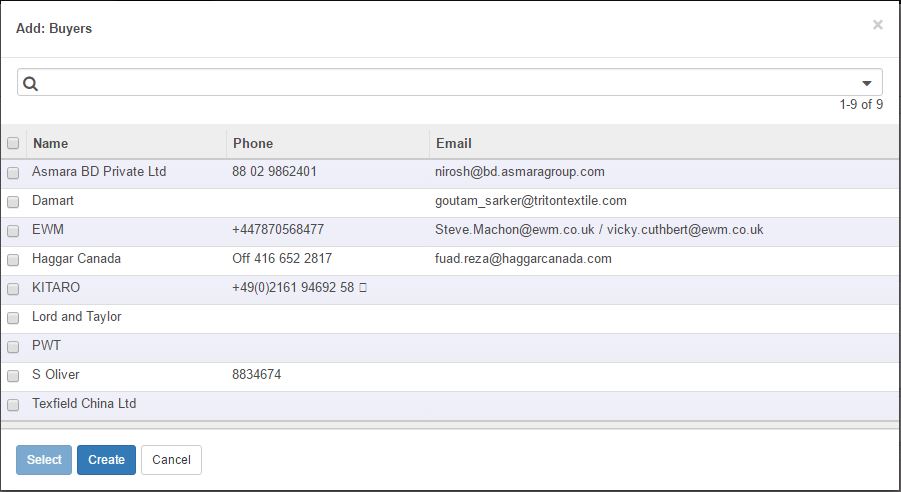 Add: Buyers ×
1-9 of 9
Name Phone Email
Asmara BD Private Ltd 88 02 9862401 nirosh@bd.asmaragroup.com
Damart goutam_sarker@tritontextile.com
EWM +447870568477 Steve.Machon@ewm.co.uk / vicky.cuthbert@ewm.co.uk
Haggar Canada Off 416 652 2817 fuad.reza@haggarcanada.com
KITARO +49(0)2161 94692 58 
Lord and Taylor
PWT
S Oliver 8834674
Texfield China Ltd
Select Create Cancel